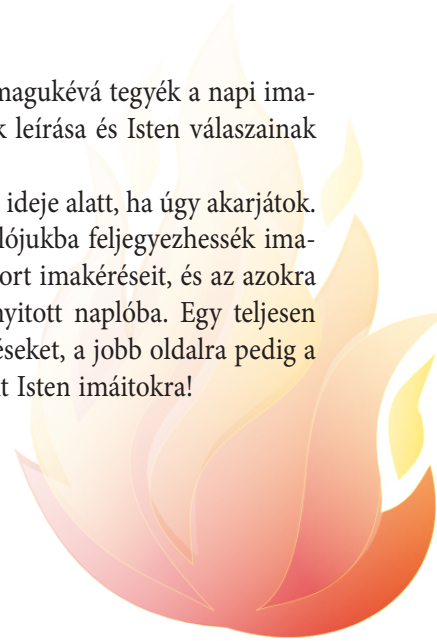 magukévá tegyék a napi ima-
k leírása és Isten válaszainak
ideje alatt, ha úgy akarjátok.
lójukba feljegyezhessék ima-
ort imakéréseit, és az azokra
nyitott naplóba. Egy teljesen
éseket, a jobb oldalra pedig a
t Isten imáitokra!